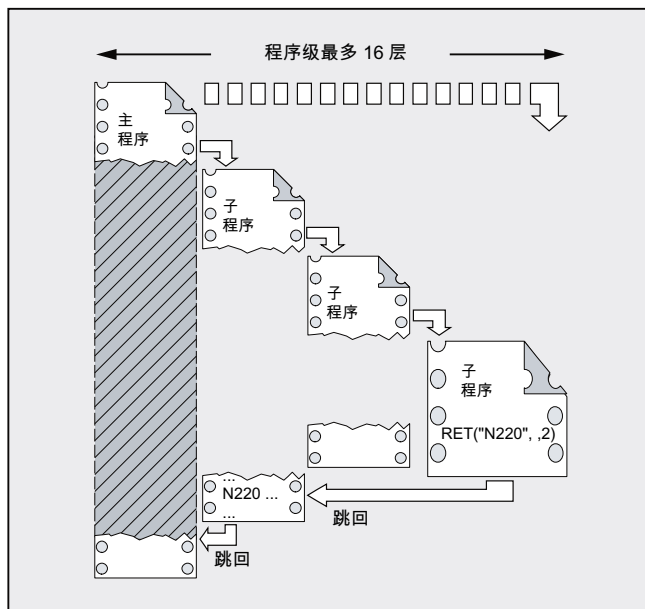 程序级最多 16 层
主
程序
子
程序
子
程序
子
程序
RET("N220", ,2)
...
N220 ...
...
跳回
跳回